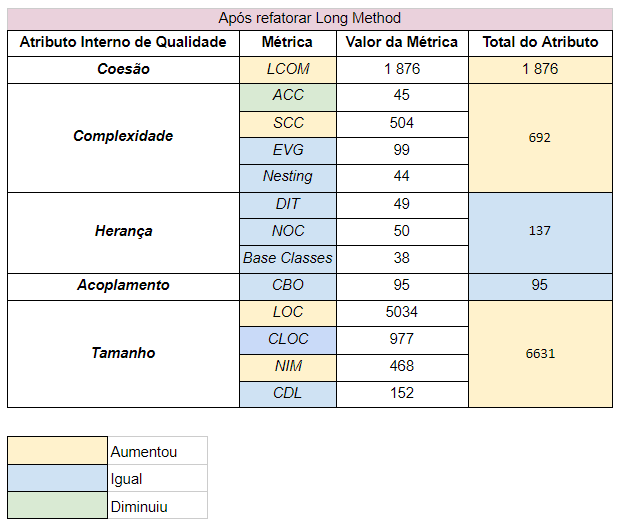 Após refatorar Long Method
Atributo Interno de Qualidade Métrica Valor da Métrica Total do Atributo
Coesão LCOM 1 876 1 876
Complexidade ACC 45 692
SCC 504
EVG 99
Nesting 44
Herança DIT 49 137
NOC 50
Base Classes 38
Acoplamento CBO 95 95
Tamanho LOC 5034 6631
CLOC 977
NIM 468
CDL 152
Aumentou
Igual
Diminuiu